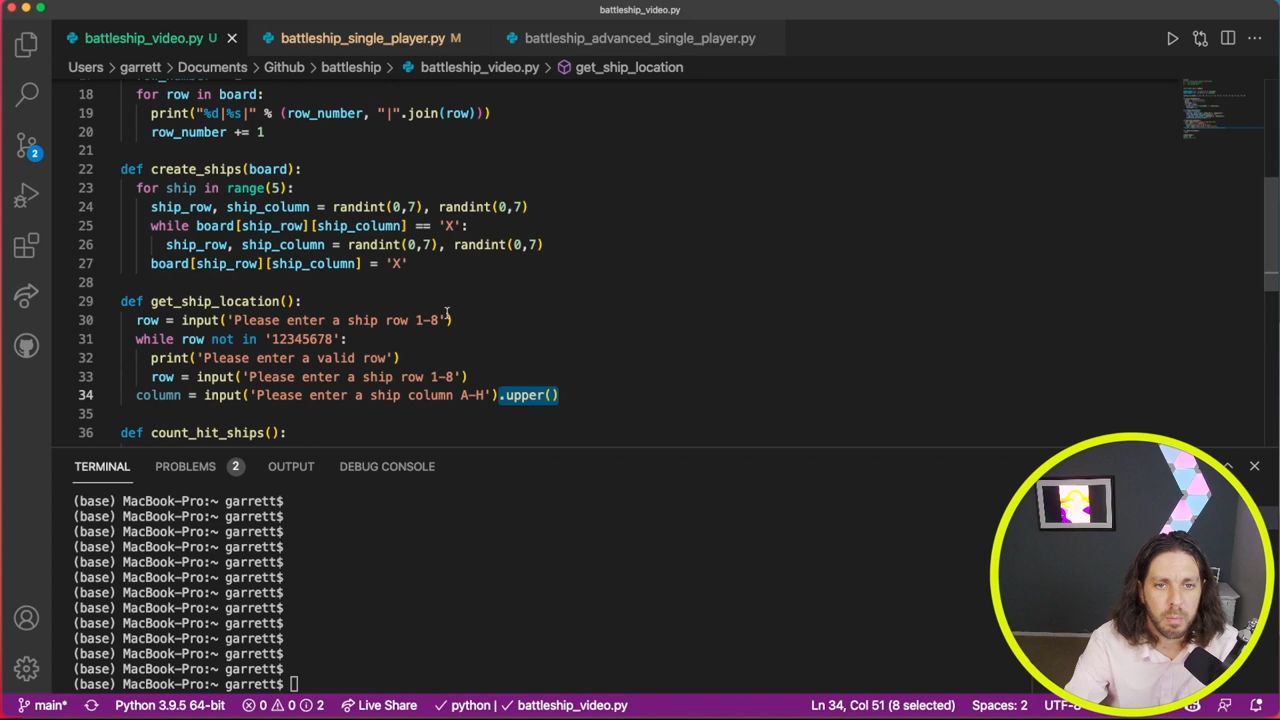 battleship_video.py
battleship_video.py U
battleship_single_player.py M
battleship_advanced_single_player.py
Users garrett Documents Github battleship battleship_video.py get_ship_location
18 for row in board:
19 print("%d|%s|" % (row_number, "|".join(row)))
20 row_number += 1
21
22 def create_ships(board):
23 for ship in range(5):
24 ship_row, ship_column = randint(0,7), randint(0,7)
25 while board[ship_row][ship_column] == 'X':
26 ship_row, ship_column = randint(0,7), randint(0,7)
27 board[ship_row][ship_column] = 'X'
28
29 def get_ship_location():
30 row = input('Please enter a ship row 1-8')
31 while row not in '12345678':
32 print('Please enter a valid row')
33 row = input('Please enter a ship row 1-8')
34 column = input('Please enter a ship column A-H').upper()
35
36 def count_hit_ships():
2
TERMINAL PROBLEMS 2 OUTPUT DEBUG CONSOLE
(base) MacBook-Pro:~ garrett$
(base) MacBook-Pro:~ garrett$
(base) MacBook-Pro:~ garrett$
(base) MacBook-Pro:~ garrett$
(base) MacBook-Pro:~ garrett$
(base) MacBook-Pro:~ garrett$
(base) MacBook-Pro:~ garrett$
(base) MacBook-Pro:~ garrett$
(base) MacBook-Pro:~ garrett$
(base) MacBook-Pro:~ garrett$
(base) MacBook-Pro:~ garrett$
(base) MacBook-Pro:~ garrett$
(base) MacBook-Pro:~ garrett$
main* Python 3.9.5 64-bit 0 0 2 Live Share python | battleship_video.py Ln 34, Col 51 (8 selected) Spaces: 2